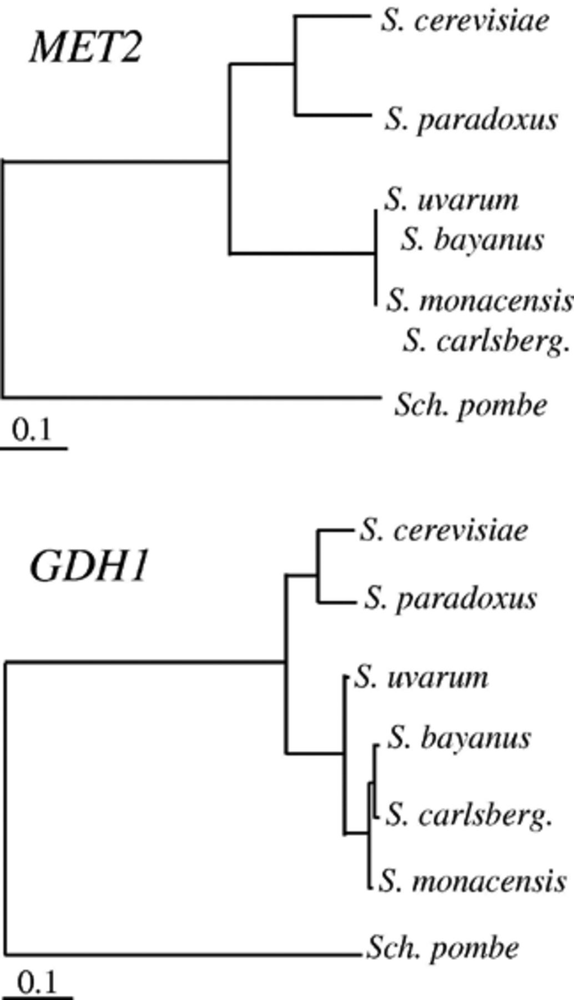 MET2
S. cerevisiae
S. paradoxus
S. uvarum
S. bayanus
S. monacensis
S. carlsberg.
Sch. pombe
0.1
GDH1
S. cerevisiae
S. paradoxus
S. uvarum
S. bayanus
S. carlsberg.
S. monacensis
Sch. pombe
0.1